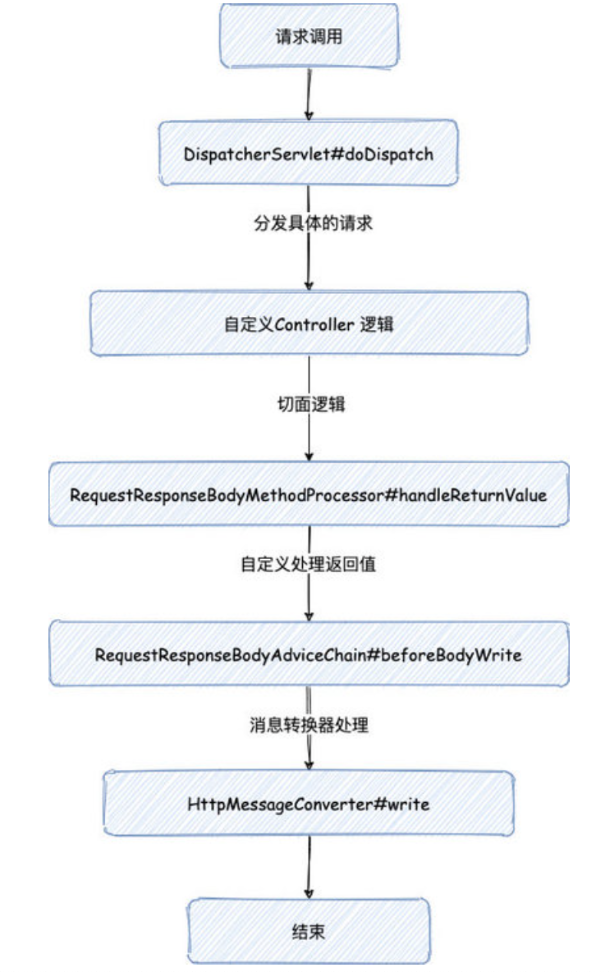 请求调用
DispatcherServlet#doDispatch
分发具体的请求
自定义Controller 逻辑
切面逻辑
RequestResponseBodyMethodProcessor#handleReturnValue
自定义处理返回值
RequestResponseBodyAdviceChain#beforeBodyWrite
消息转换器处理
HttpMessageConverter#write
结束